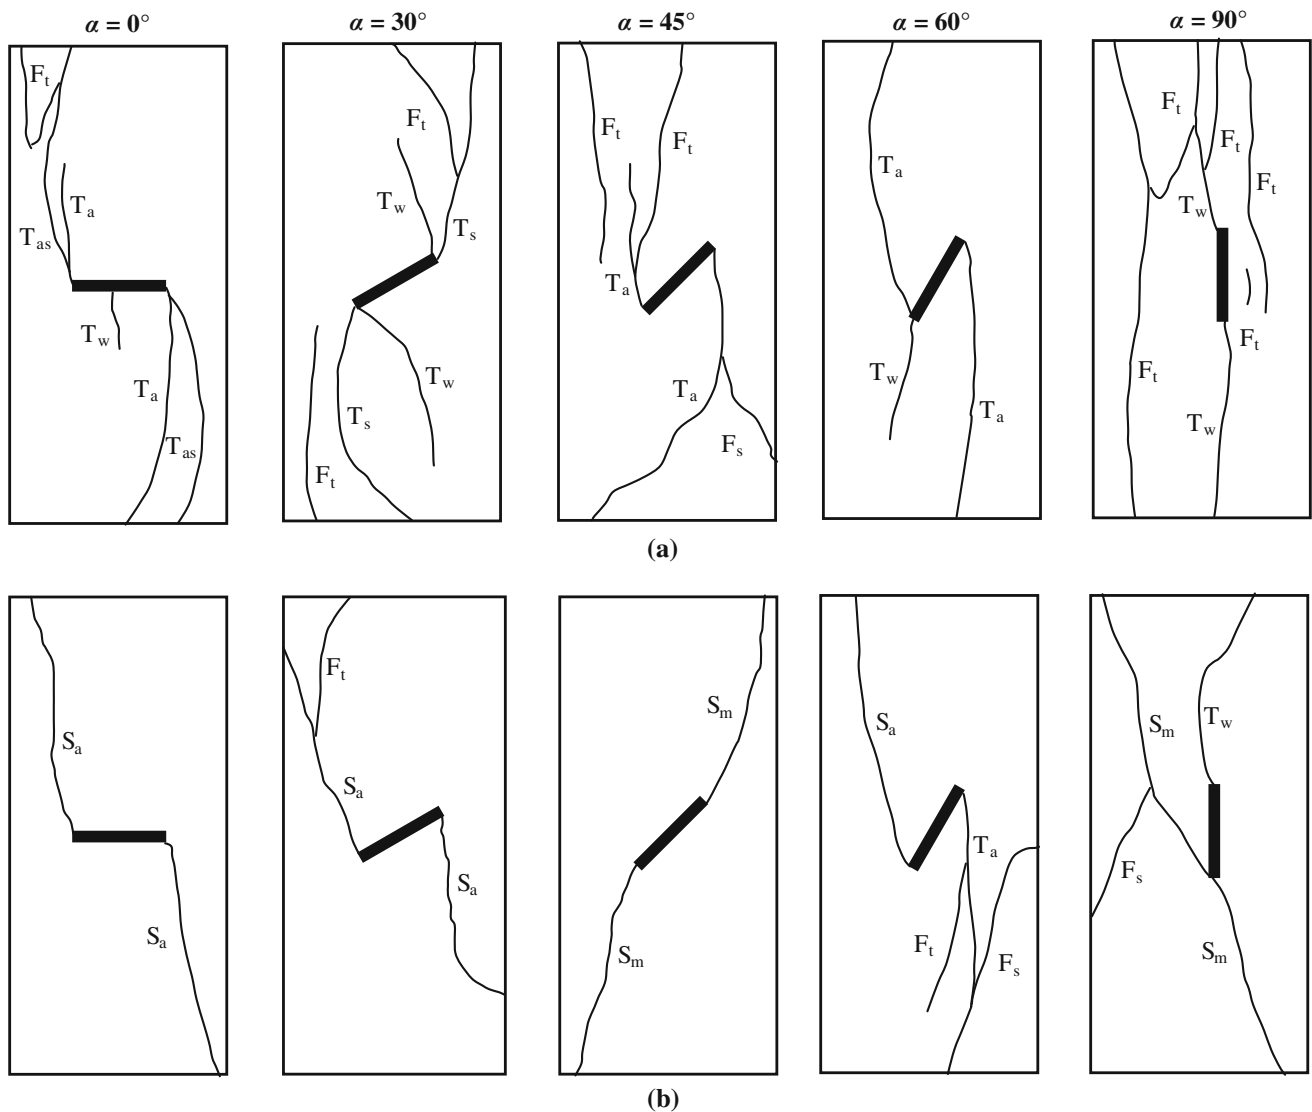 α = 0° α = 30° α = 45° α = 60° α = 90°
Ft Ta Tas Tw Ta Tas
Ft Tw Ts Tw Ts Ft
Ft Ft Ta Ta Fs
Ta Tw Ta
Ft Ft Ft Tw Ft Ft Tw
(a)
Sa Sa
Ft Sa Sa
Sm Sm
Sa Ta Ft Fs
Sm Tw Fs Sm
(b)